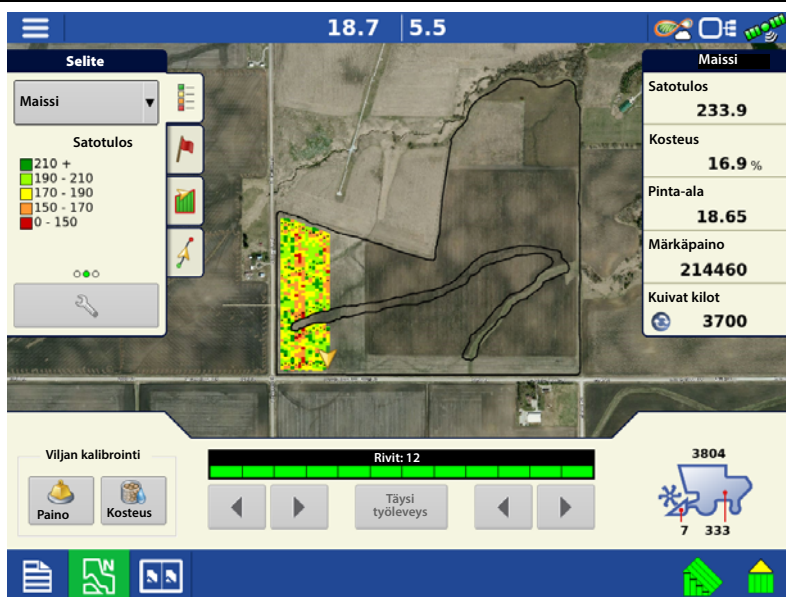 18.7 5.5
Selite
Maissi
Satotulos
210 +
190 - 210
170 - 190
150 - 170
0 - 150
Maissi
Satotulos
233.9
Kosteus
16.9 %
Pinta-ala
18.65
Märkäpaino
214460
Kuivat kilot
3700
Viljan kalibrointi
Paino
Kosteus
Rivit: 12
Täysi
työleveys
3804
7 333
N